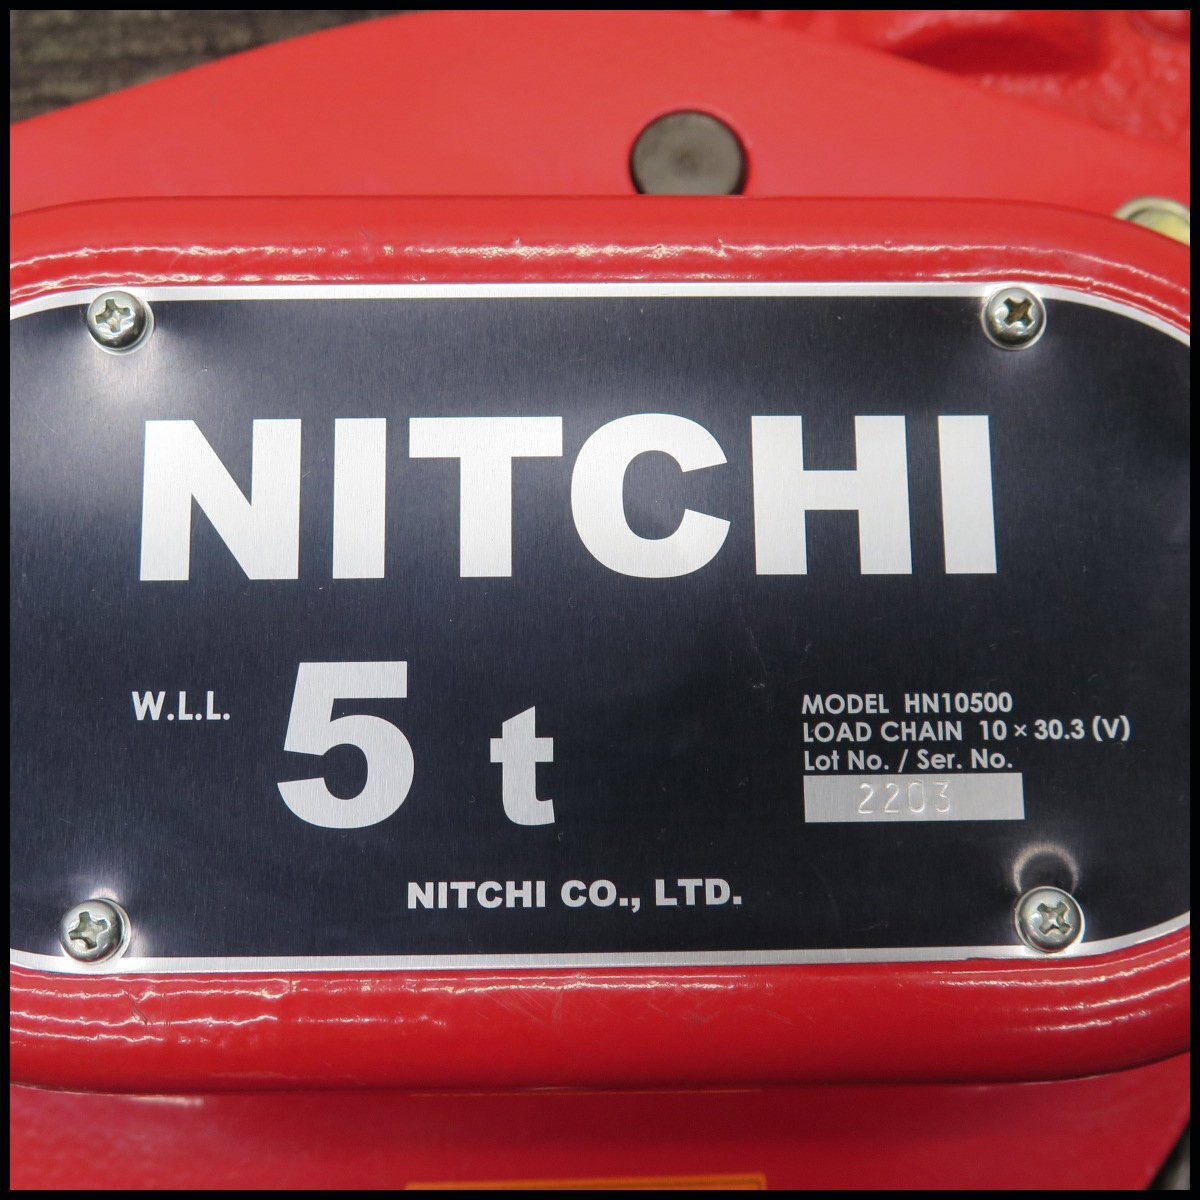 NITCHI
W.L.L. 5 t
MODEL HN10500
LOAD CHAIN 10 × 30.3 (V)
Lot No. / Ser. No.
2203
NITCHI CO., LTD.